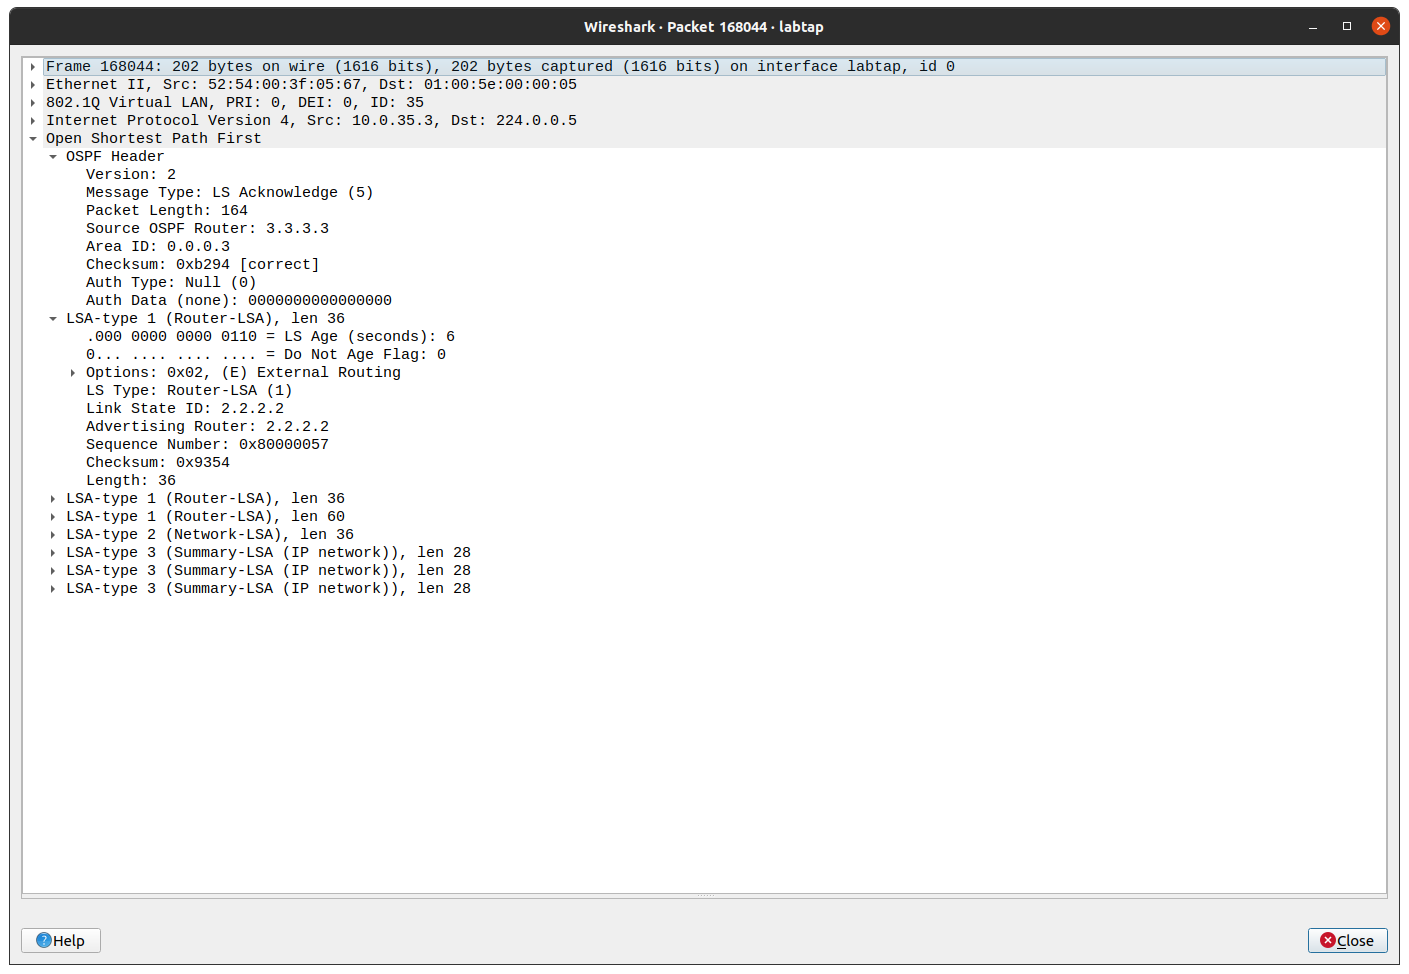 Wireshark · Packet 168044 · labtap
Frame 168044: 202 bytes on wire (1616 bits), 202 bytes captured (1616 bits) on interface labtap, id 0
Ethernet II, Src: 52:54:00:3f:05:67, Dst: 01:00:5e:00:00:05
802.1Q Virtual LAN, PRI: 0, DEI: 0, ID: 35
Internet Protocol Version 4, Src: 10.0.35.3, Dst: 224.0.0.5
Open Shortest Path First
OSPF Header
Version: 2
Message Type: LS Acknowledge (5)
Packet Length: 164
Source OSPF Router: 3.3.3.3
Area ID: 0.0.0.3
Checksum: 0xb294 [correct]
Auth Type: Null (0)
Auth Data (none): 0000000000000000
LSA-type 1 (Router-LSA), len 36
.000 0000 0000 0110 = LS Age (seconds): 6
0... .... .... .... = Do Not Age Flag: 0
Options: 0x02, (E) External Routing
LS Type: Router-LSA (1)
Link State ID: 2.2.2.2
Advertising Router: 2.2.2.2
Sequence Number: 0x80000057
Checksum: 0x9354
Length: 36
LSA-type 1 (Router-LSA), len 36
LSA-type 1 (Router-LSA), len 60
LSA-type 2 (Network-LSA), len 36
LSA-type 3 (Summary-LSA (IP network)), len 28
LSA-type 3 (Summary-LSA (IP network)), len 28
LSA-type 3 (Summary-LSA (IP network)), len 28
Help
Close